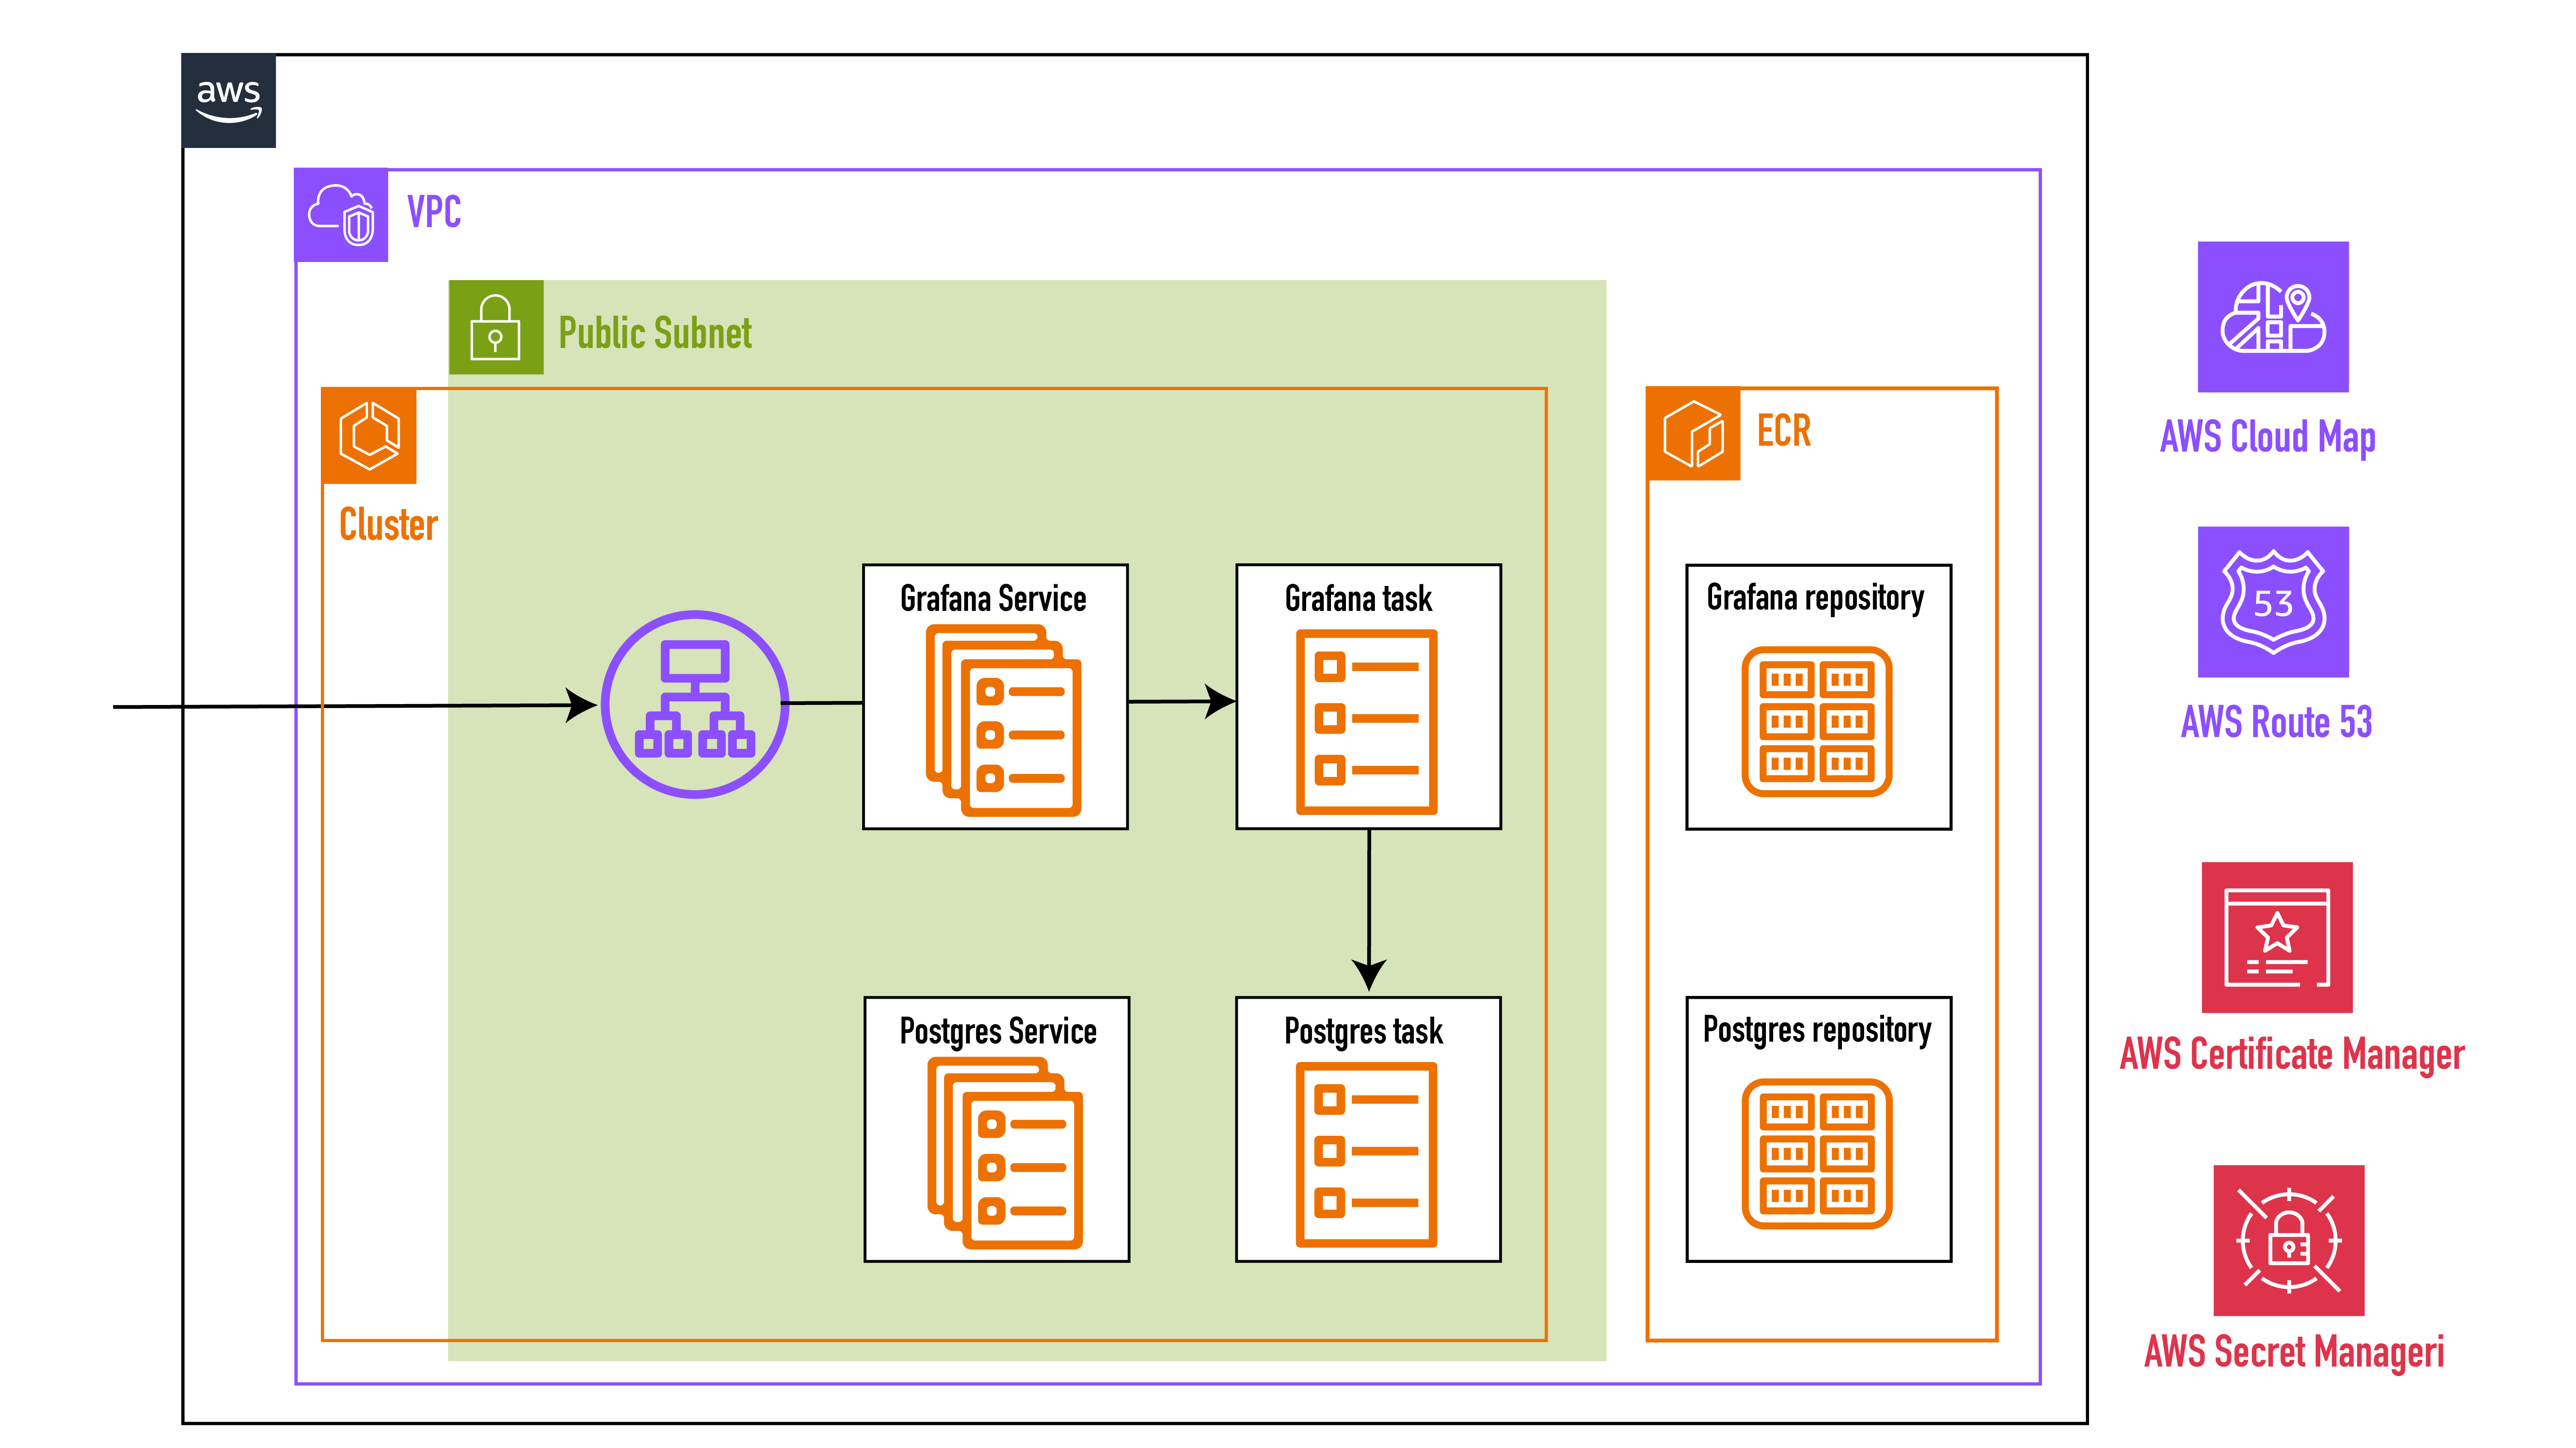 aws
VPC
Public Subnet
Cluster
ECR
Grafana Service
Grafana task
Grafana repository
Postgres Service
Postgres task
Postgres repository
AWS Cloud Map
53
AWS Route 53
AWS Certificate Manager
AWS Secret Manageri